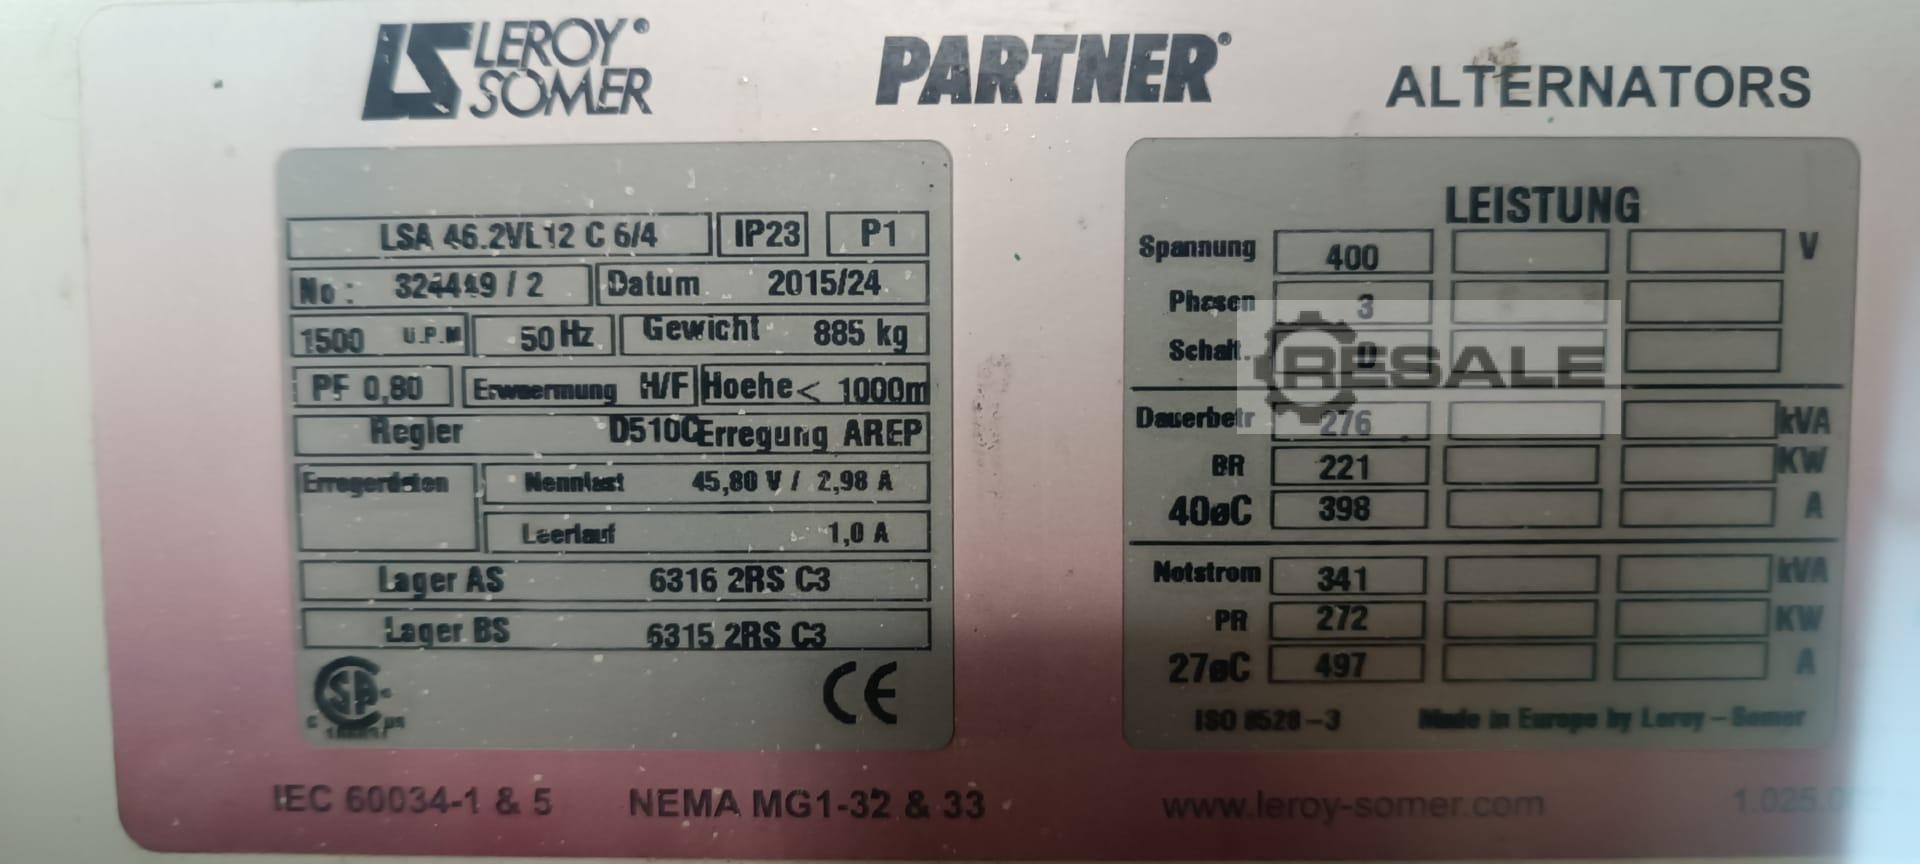 LEROY SOMER PARTNER ALTERNATORS
LSA 46.2VL12 C 6/4 IP23 P1
No : 324449 / 2 Datum 2015/24
1500 U.P.M 50 Hz Gewicht 885 kg
PF 0,80 Erwaermung H/F Hoehe < 1000m
Regler D510C Erregung AREP
Erregerdaten Nennlast 45,80 V / 2,98 A
Leerlauf 1,0 A
Lager AS 6316 2RS C3
Lager BS 6315 2RS C3
CSA C US
CE
LEISTUNG
Spannung 400 V
Phasen 3
Schalt. D
RESALE
Dauerbetr 276 kVA
BR 221 KW
40øC 398 A
Notstrom 341 kVA
PR 272 KW
27øC 497 A
ISO 8528-3 Made in Europe by Leroy-Somer
IEC 60034-1 & 5 NEMA MG1-32 & 33 www.leroy-somer.com